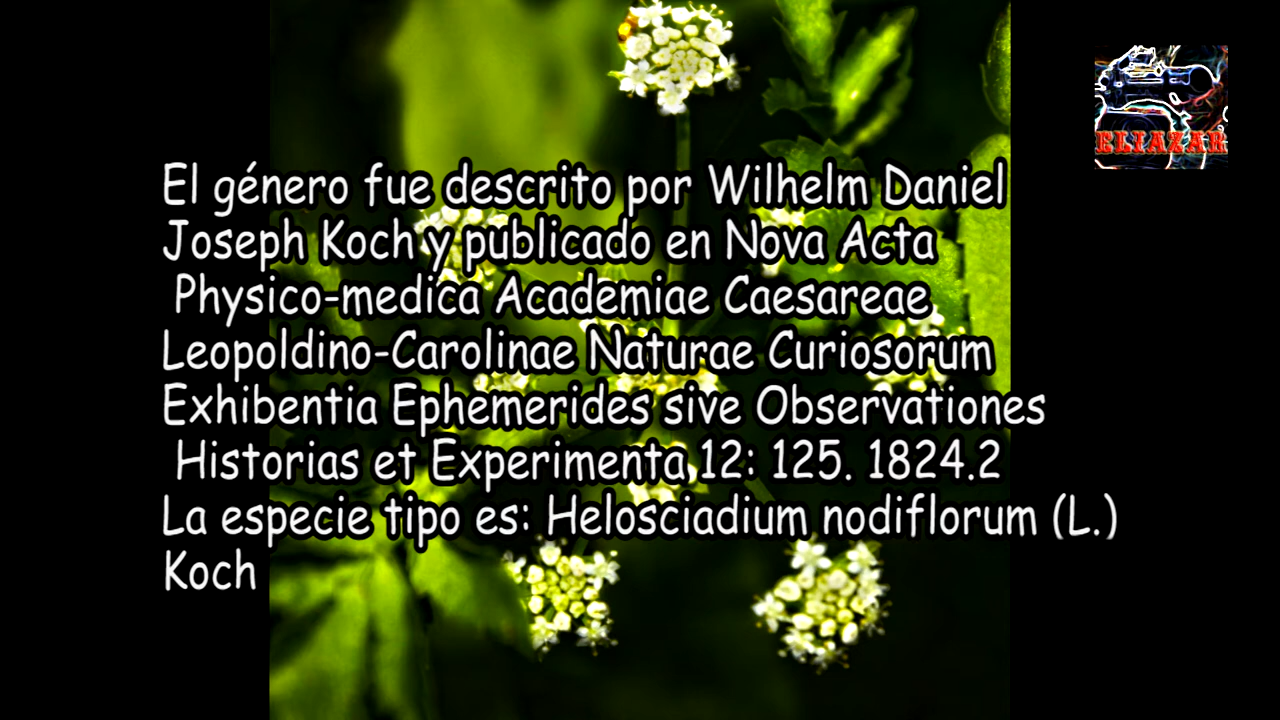 El género fue descrito por Wilhelm Daniel
Joseph Koch y publicado en Nova Acta
Physico-medica Academiae Caesareae
Leopoldino-Carolinae Naturae Curiosorum
Exhibentia Ephemerides sive Observationes
Historias et Experimenta 12: 125. 1824.2
La especie tipo es: Helosciadium nodiflorum (L.)
Koch
ELIAZAR